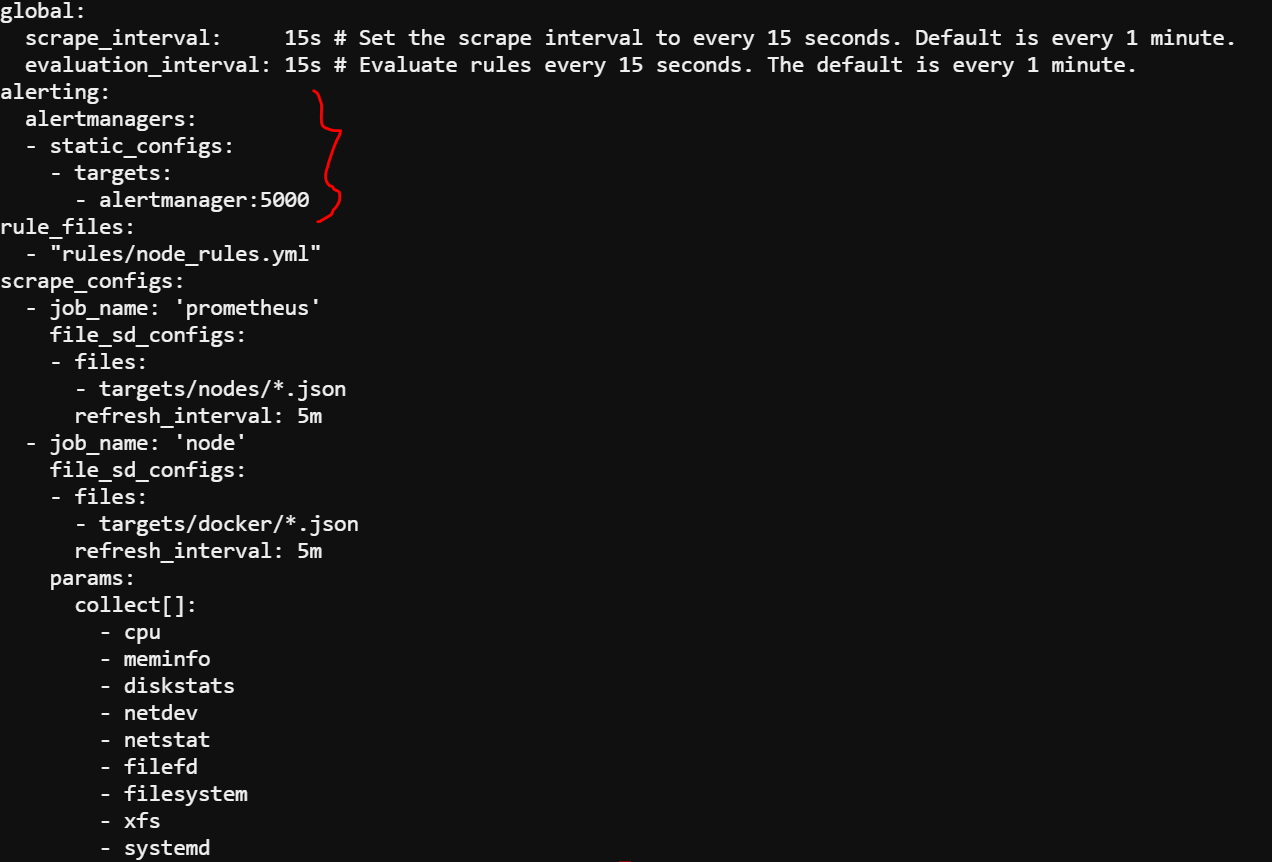 global:
  scrape_interval:     15s # Set the scrape interval to every 15 seconds. Default is every 1 minute.
  evaluation_interval: 15s # Evaluate rules every 15 seconds. The default is every 1 minute.
alerting:
  alertmanagers:
  - static_configs:
    - targets:
      - alertmanager:5000
rule_files:
  - "rules/node_rules.yml"
scrape_configs:
  - job_name: 'prometheus'
    file_sd_configs:
    - files:
      - targets/nodes/*.json
      refresh_interval: 5m
  - job_name: 'node'
    file_sd_configs:
    - files:
      - targets/docker/*.json
      refresh_interval: 5m
    params:
      collect[]:
        - cpu
        - meminfo
        - diskstats
        - netdev
        - netstat
        - filefd
        - filesystem
        - xfs
        - systemd